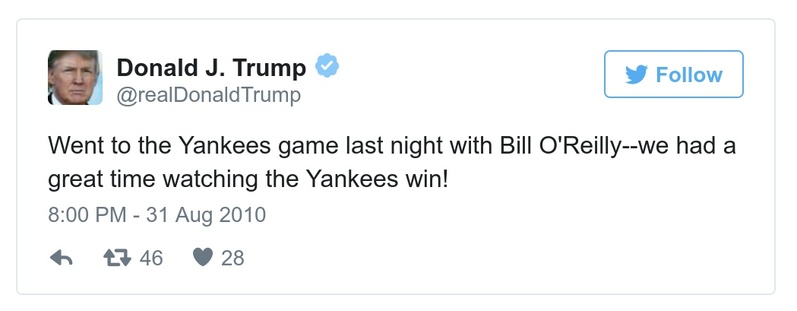 Donald J. Trump
@realDonaldTrump
Follow
Went to the Yankees game last night with Bill O'Reilly--we had a
great time watching the Yankees win!
8:00 PM - 31 Aug 2010
46 28